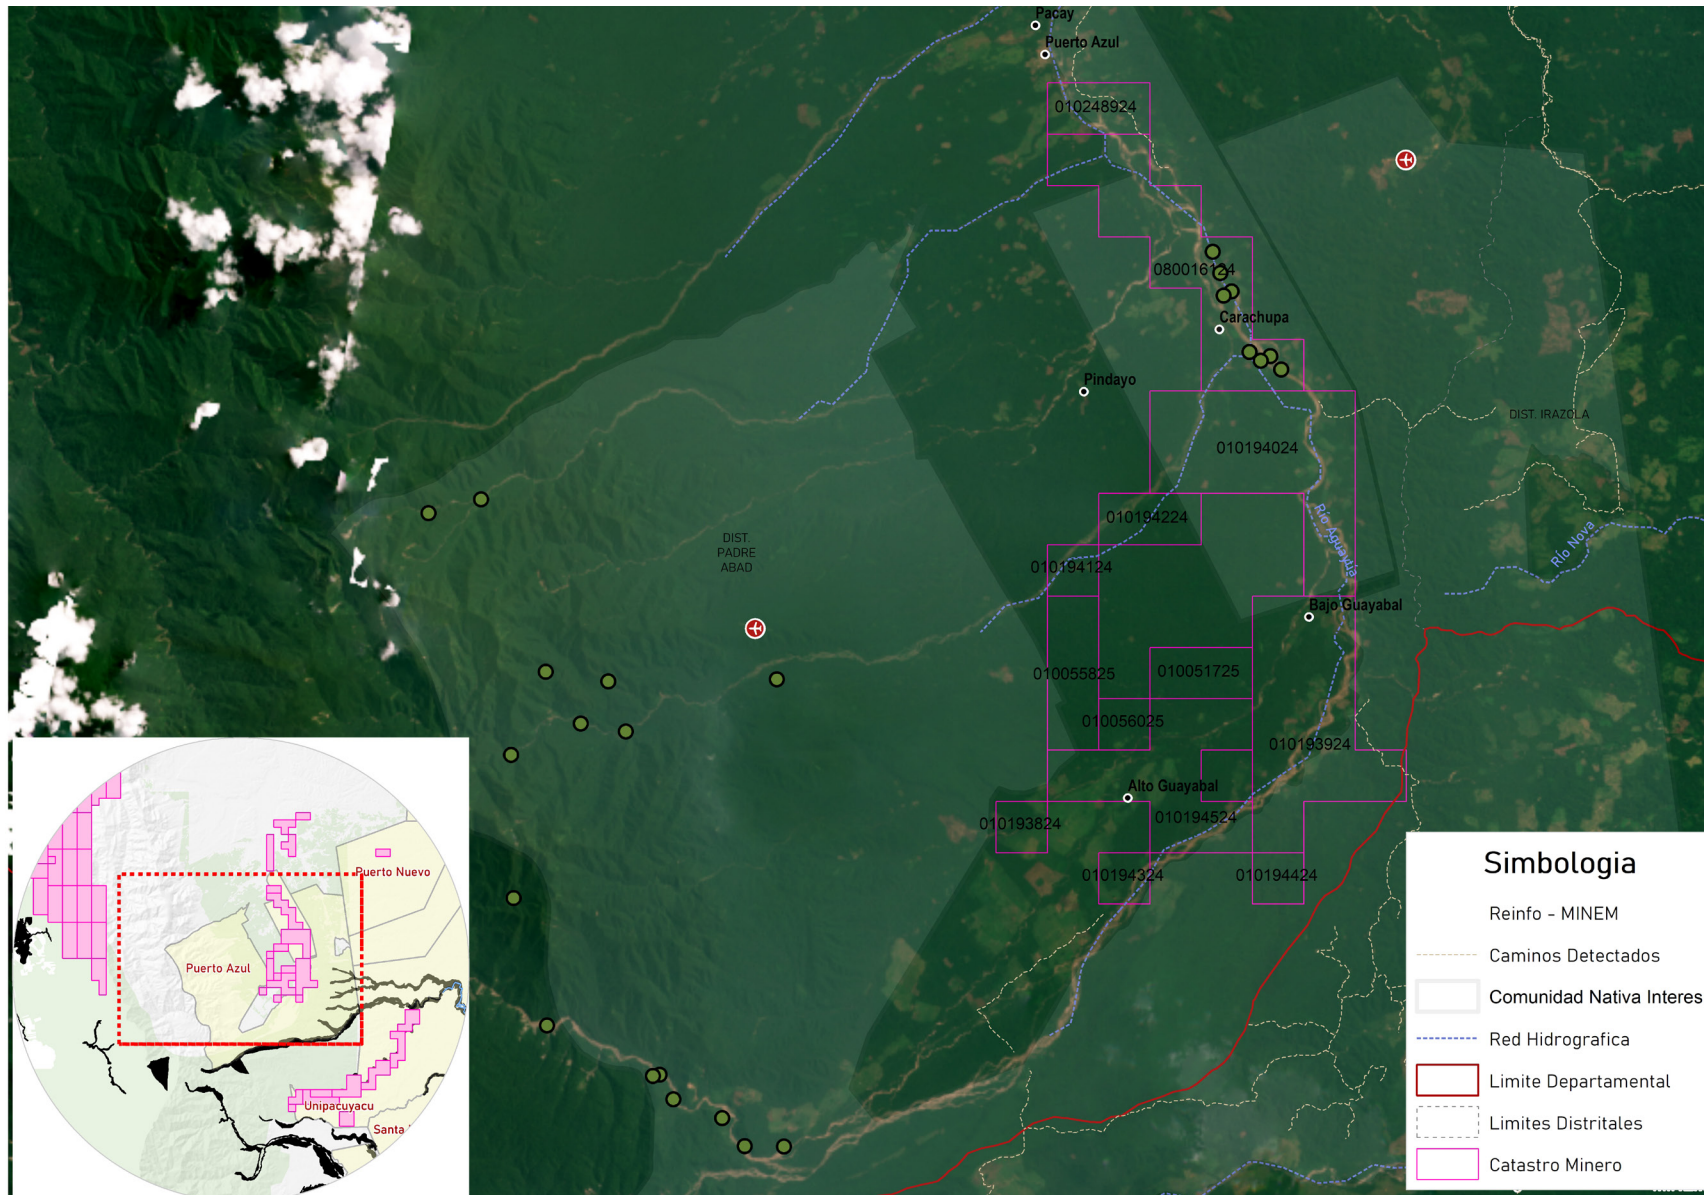 Pacay
Puerto Azul
010248924
080016124
Carachupa
Pindayo
DIST. IRAZOLA
010194024
010194224
Río Aguaytia
Río Nova
DIST.
PADRE
ABAD
010194124
Bajo Guayabal
010055825
010051725
010056025
010193924
Alto Guayabal
010193824
010194524
010194324
010194424
Puerto Nuevo
Puerto Azul
Unipacuyacu
Santa
Simbologia
Reinfo - MINEM
Caminos Detectados
Comunidad Nativa Interes
Red Hidrografica
Limite Departamental
Limites Distritales
Catastro Minero